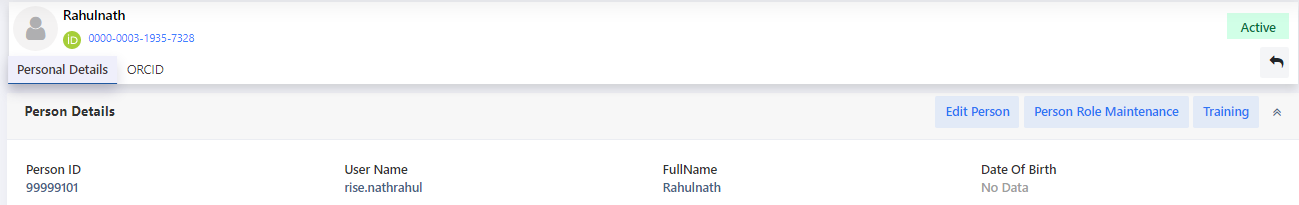 Rahulnath
iD 0000-0003-1935-7328
Active
Personal Details ORCID
Person Details Edit Person Person Role Maintenance Training
Person ID User Name FullName Date Of Birth
99999101 rise.nathrahul Rahulnath No Data